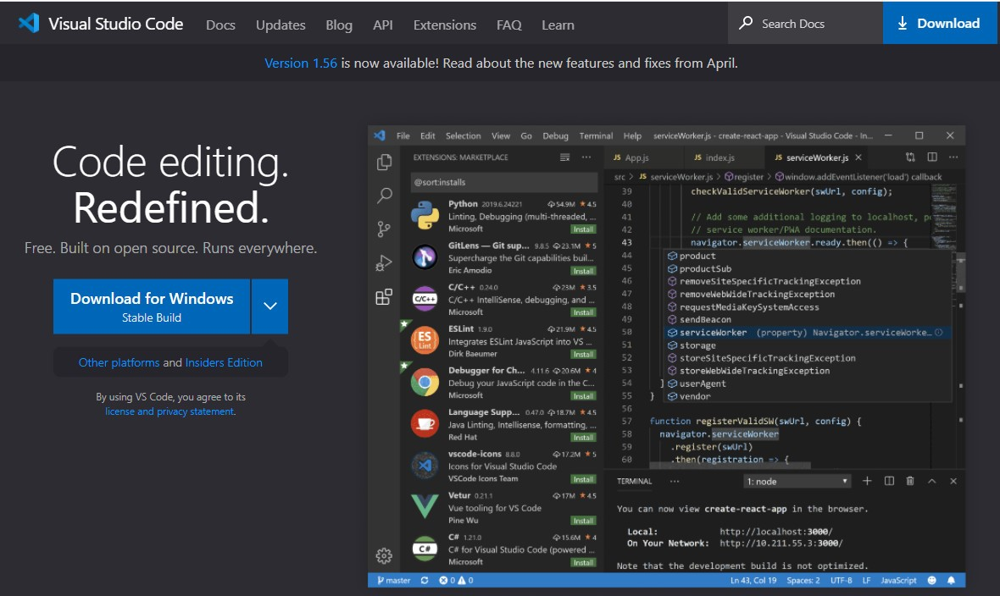 Visual Studio Code Docs Updates Blog API Extensions FAQ Learn Search Docs Download
Version 1.56 is now available! Read about the new features and fixes from April.
Code editing.
Redefined.
Free. Built on open source. Runs everywhere.
Download for Windows
Stable Build
Other platforms and Insiders Edition
By using VS Code, you agree to its
license and privacy statement.
File Edit Selection View Go Debug Terminal Help serviceWorker.js - create-react-app - Visual Studio Code - In...
EXTENSIONS: MARKETPLACE ...
@sort:installs
Python 2019.6.24221 54.9M ★ 4.5
Linting, Debugging (multi-threaded, ...
Microsoft Install
GitLens — Git sup... 9.8.5 23.1M ★ 5
Supercharge the Git capabilities buil...
Eric Amodio Install
C/C++ 0.24.0 23M ★ 3.5
C/C++ IntelliSense, debugging, and ...
Microsoft Install
C/C++
ESLint 1.9.0 21.9M ★ 4.5
Integrates ESLint JavaScript into VS ...
Dirk Baeumer Install
ES
Lint
Debugger for Ch... 4.11.6 20.6M ★ 4
Debug your JavaScript code in the C...
Microsoft Install
Language Supp... 0.47.0 18.7M ★ 4.5
Java Linting, Intellisense, formatting, ...
Red Hat Install
vscode-icons 8.8.0 17.2M ★ 5
Icons for Visual Studio Code
VSCode Icons Team Install
Vetur 0.21.1 17M ★ 4.5
Vue tooling for VS Code
Pine Wu Install
C# 1.21.0 15.6M ★ 4
C# for Visual Studio Code (powered ...
Microsoft Install
C#
JS App.js JS index.js JS serviceWorker.js ...
src > JS serviceWorker.js > register > window.addEventListener('load') callback
39 checkValidServiceWorker(swUrl, config);
40
41 // Add some additional logging to localhost, po
42 // service worker/PWA documentation.
43 navigator.serviceWorker.ready.then(() => {
44 product
45 productSub
46 removeSiteSpecificTrackingException
47 removeWebWideTrackingException
48 requestMediaKeySystemAccess
49 sendBeacon
50 serviceWorker (property) Navigator.serviceWorke...
51 storage
52 storeSiteSpecificTrackingException
53 storeWebWideTrackingException
54 ] userAgent
55 } vendor
56
57 function registerValidSW(swUrl, config) {
58 navigator.serviceWorker
59 .register(swUrl)
60 .then(registration => {
TERMINAL ... 1: node
You can now view create-react-app in the browser.
Local: http://localhost:3000/
On Your Network: http://10.211.55.3:3000/
Note that the development build is not optimized.
master 0 0 Ln 43, Col 19 Spaces: 2 UTF-8 LF JavaScript